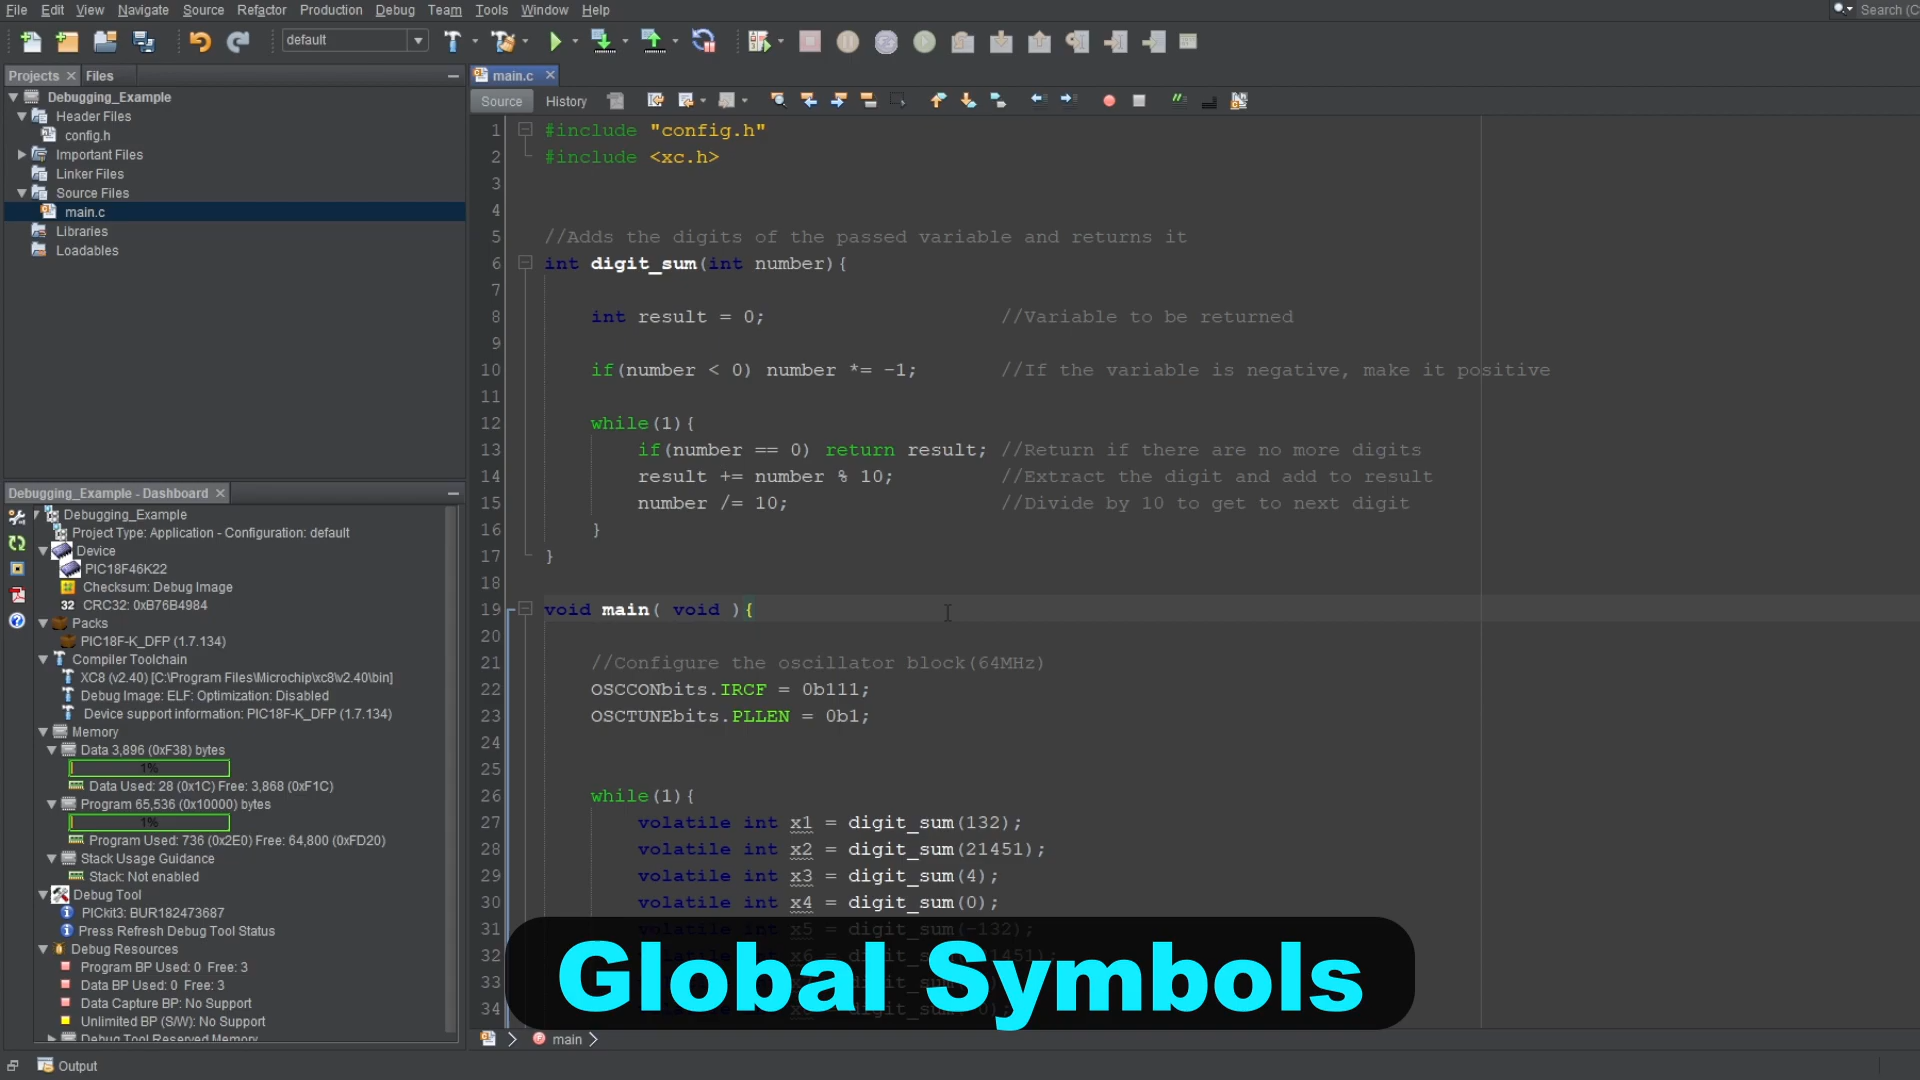 File Edit View Navigate Source Refactor Production Debug Team Tools Window Help
Search (C
default
Projects Files
main.c
Source History
Debugging_Example
Header Files
config.h
Important Files
Linker Files
Source Files
main.c
Libraries
Loadables
1 #include "config.h"
2 #include <xc.h>
3
4
5 //Adds the digits of the passed variable and returns it
6 int digit_sum(int number){
7
8 int result = 0; //Variable to be returned
9
10 if(number < 0) number *= -1; //If the variable is negative, make it positive
11
12 while(1){
13 if(number == 0) return result; //Return if there are no more digits
14 result += number % 10; //Extract the digit and add to result
15 number /= 10; //Divide by 10 to get to next digit
16 }
17 }
18
19 void main( void ){
20
21 //Configure the oscillator block(64MHz)
22 OSCCONbits.IRCF = 0b111;
23 OSCTUNEbits.PLLEN = 0b1;
24
25
26 while(1){
27 volatile int x1 = digit_sum(132);
28 volatile int x2 = digit_sum(21451);
29 volatile int x3 = digit_sum(4);
30 volatile int x4 = digit_sum(0);
31 volatile int x5 = digit_sum(-132);
32
33
34
Global Symbols
main
Debugging_Example - Dashboard
Debugging_Example
Project Type: Application - Configuration: default
Device
PIC18F46K22
Checksum: Debug Image
32 CRC32: 0xB76B4984
Packs
PIC18F-K_DFP (1.7.134)
Compiler Toolchain
XC8 (v2.40) [C:\Program Files\Microchip\xc8\v2.40\bin]
Debug Image: ELF: Optimization: Disabled
Device support information: PIC18F-K_DFP (1.7.134)
Memory
Data 3,896 (0xF38) bytes
1%
Data Used: 28 (0x1C) Free: 3,868 (0xF1C)
Program 65,536 (0x10000) bytes
1%
Program Used: 736 (0x2E0) Free: 64,800 (0xFD20)
Stack Usage Guidance
Stack: Not enabled
Debug Tool
PICkit3: BUR182473687
Press Refresh Debug Tool Status
Debug Resources
Program BP Used: 0 Free: 3
Data BP Used: 0 Free: 3
Data Capture BP: No Support
Unlimited BP (S/W): No Support
Debug Tool Reserved Memory
Output